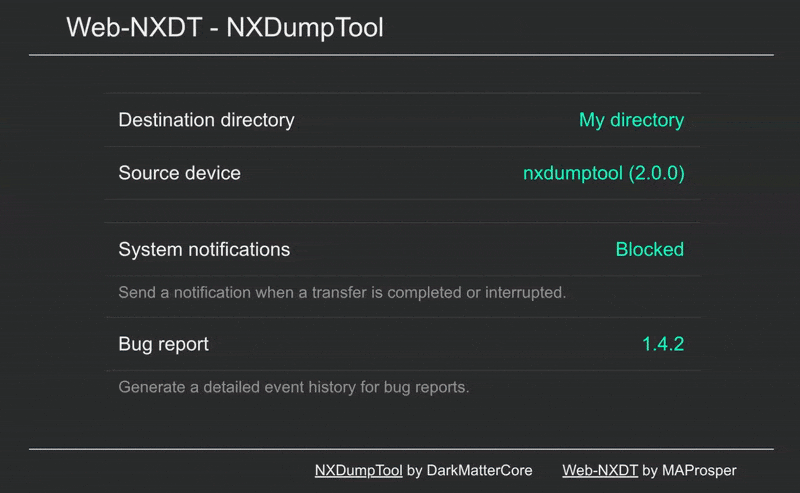 Web-NXDT - NXDumpTool
Destination directory My directory
Source device nxdumptool (2.0.0)
System notifications Blocked
Send a notification when a transfer is completed or interrupted.
Bug report 1.4.2
Generate a detailed event history for bug reports.
NXDumpTool by DarkMatterCore Web-NXDT by MAProsper